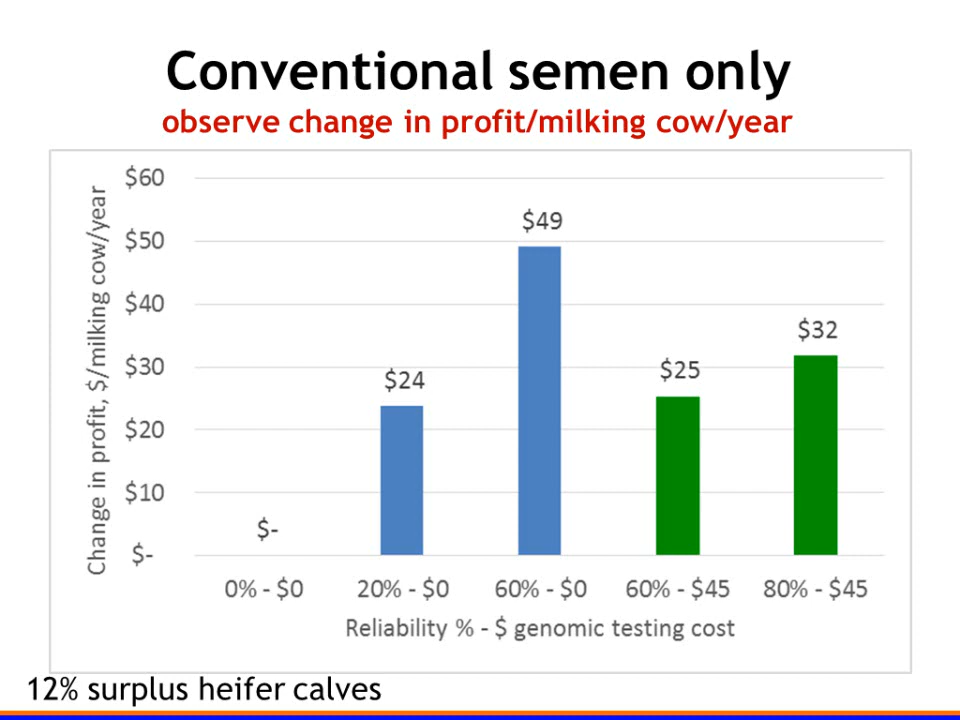 Conventional semen only
observe change in profit/milking cow/year
Change in profit, $/milking cow/year
$60
$50
$40
$30
$20
$10
$-
$-
$24
$49
$25
$32
0% - $0 20% - $0 60% - $0 60% - $45 80% - $45
Reliability % - $ genomic testing cost
12% surplus heifer calves